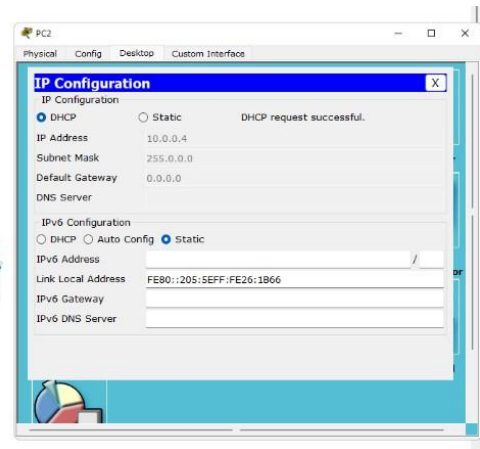 PC2
Physical Config Desktop Custom Interface
IP Configuration X
IP Configuration
DHCP Static DHCP request successful.
IP Address 10.0.0.4
Subnet Mask 255.0.0.0
Default Gateway 0.0.0.0
DNS Server
IPv6 Configuration
DHCP Auto Config Static
IPv6 Address /
Link Local Address FE80::205:5EFF:FE26:1B66
IPv6 Gateway
IPv6 DNS Server
or